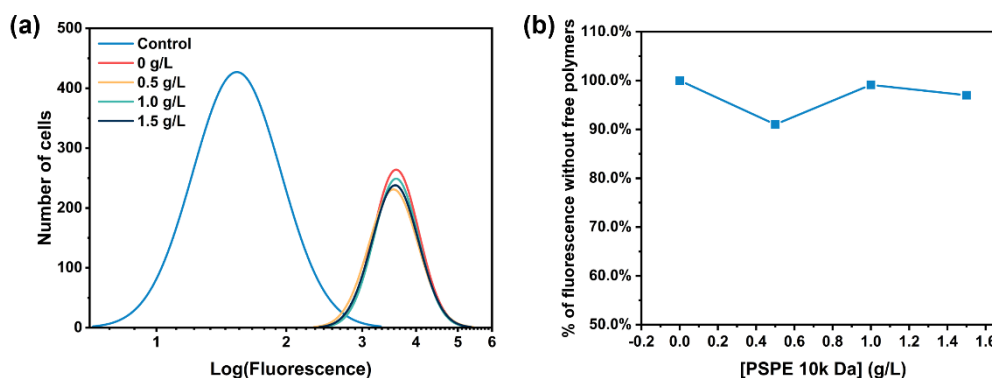 (a)
500
400
300
200
100
0
Number of cells
Control
0 g/L
0.5 g/L
1.0 g/L
1.5 g/L
1
2
3
4
5
6
Log(Fluorescence)
(b)
110.0%
100.0%
90.0%
80.0%
70.0%
60.0%
50.0%
% of fluorescence without free polymers
-0.2
0.0
0.2
0.4
0.6
0.8
1.0
1.2
1.4
1.6
[PSPE 10k Da] (g/L)